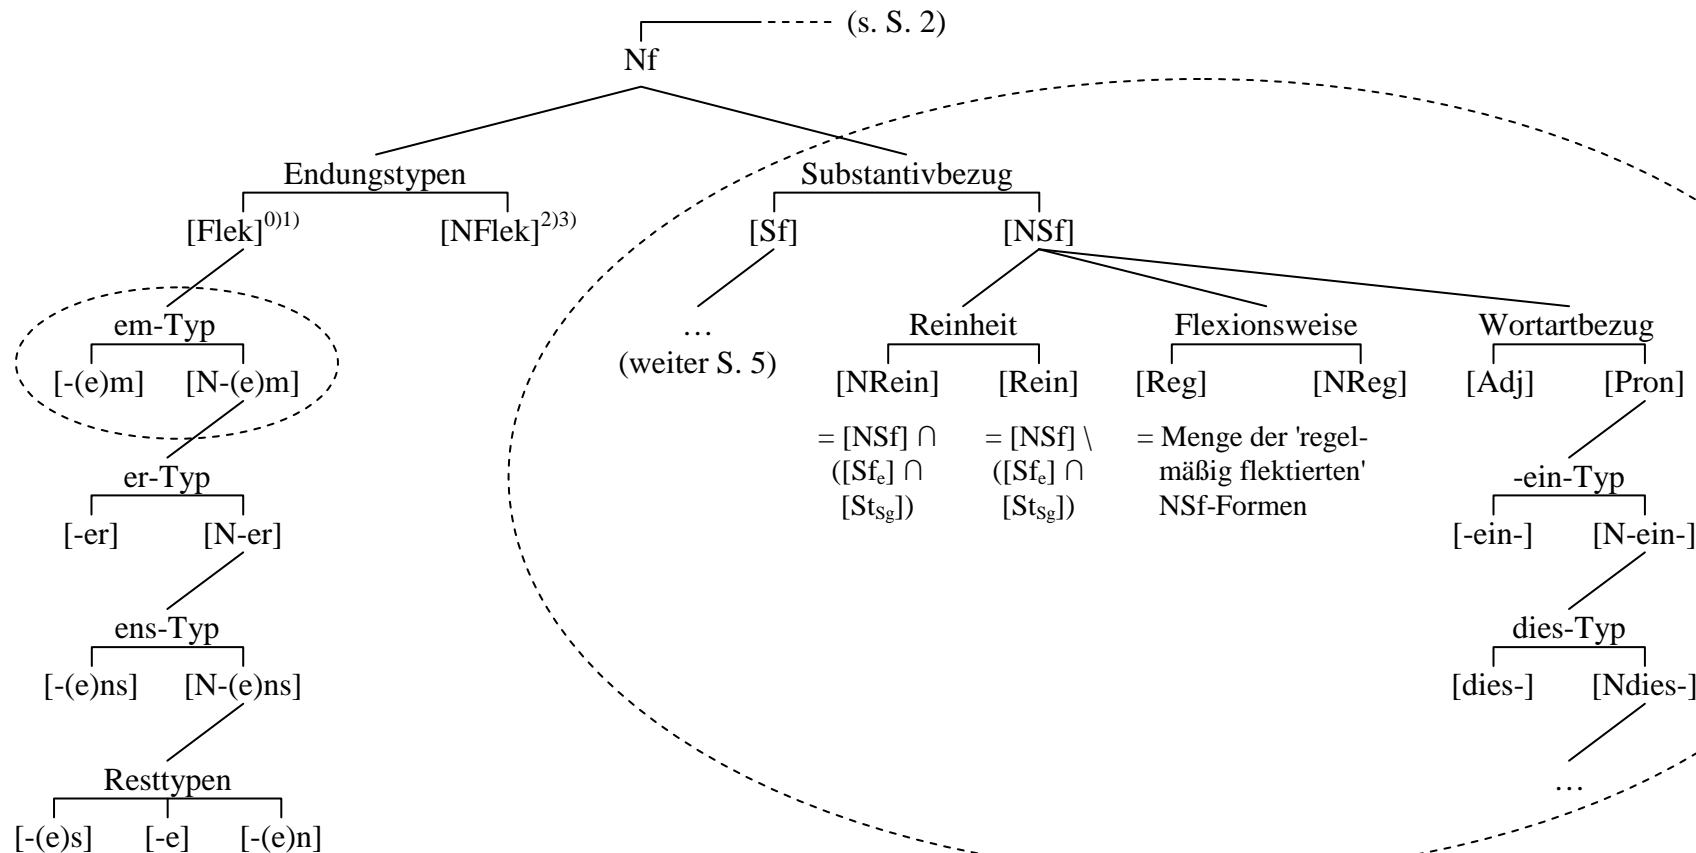 (s. S. 2)
Nf
Endungstypen Substantivbezug
[Flek]0)1) [NFlek]2)3) [Sf] [NSf]
em-Typ … Reinheit Flexionsweise Wortartbezug
(weiter S. 5)
[-(e)m] [N-(e)m] [NRein] [Rein] [Reg] [NReg] [Adj] [Pron]
= [NSf] ∩ = [NSf] \ = Menge der 'regel-
([Sfe] ∩ ([Sfe] ∩ mäßig flektierten'
[StSg]) [StSg]) NSf-Formen
er-Typ -ein-Typ
[-er] [N-er] [-ein-] [N-ein-]
ens-Typ dies-Typ
[-(e)ns] [N-(e)ns] [dies-] [Ndies-]
Resttypen …
[-(e)s] [-e] [-(e)n]